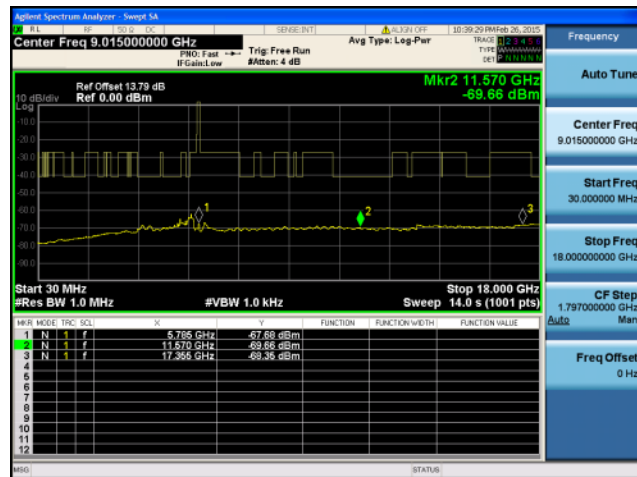 Agilent Spectrum Analyzer - Swept SA
RL RF 50 Ω DC SENSE:INT ALIGN OFF 10:39:29 PM Feb 26, 2015
Center Freq 9.015000000 GHz
PNO: Fast
IFGain:Low
Trig: Free Run
#Atten: 4 dB
Avg Type: Log-Pwr
TRACE 1 2 3 4 5 6
TYPE
DET P N N N N N
Mkr2 11.570 GHz
-69.66 dBm
Ref Offset 13.79 dB
10 dB/div Ref 0.00 dBm
Log
-10.0
-20.0
-30.0
-40.0
-50.0
-60.0
-70.0
-80.0
-90.0
1
2
3
Start 30 MHz Stop 18.000 GHz
#Res BW 1.0 MHz #VBW 1.0 kHz Sweep 14.0 s (1001 pts)
MKR MODE TRC SCL X Y FUNCTION FUNCTION WIDTH FUNCTION VALUE
1 N 1 f 5.785 GHz -67.68 dBm
2 N 1 f 11.570 GHz -69.66 dBm
3 N 1 f 17.355 GHz -68.35 dBm
4
5
6
7
8
9
10
11
12
MSG STATUS
Frequency
Auto Tune
Center Freq
9.015000000 GHz
Start Freq
30.000000 MHz
Stop Freq
18.000000000 GHz
CF Step
1.797000000 GHz
Auto Man
Freq Offset
0 Hz